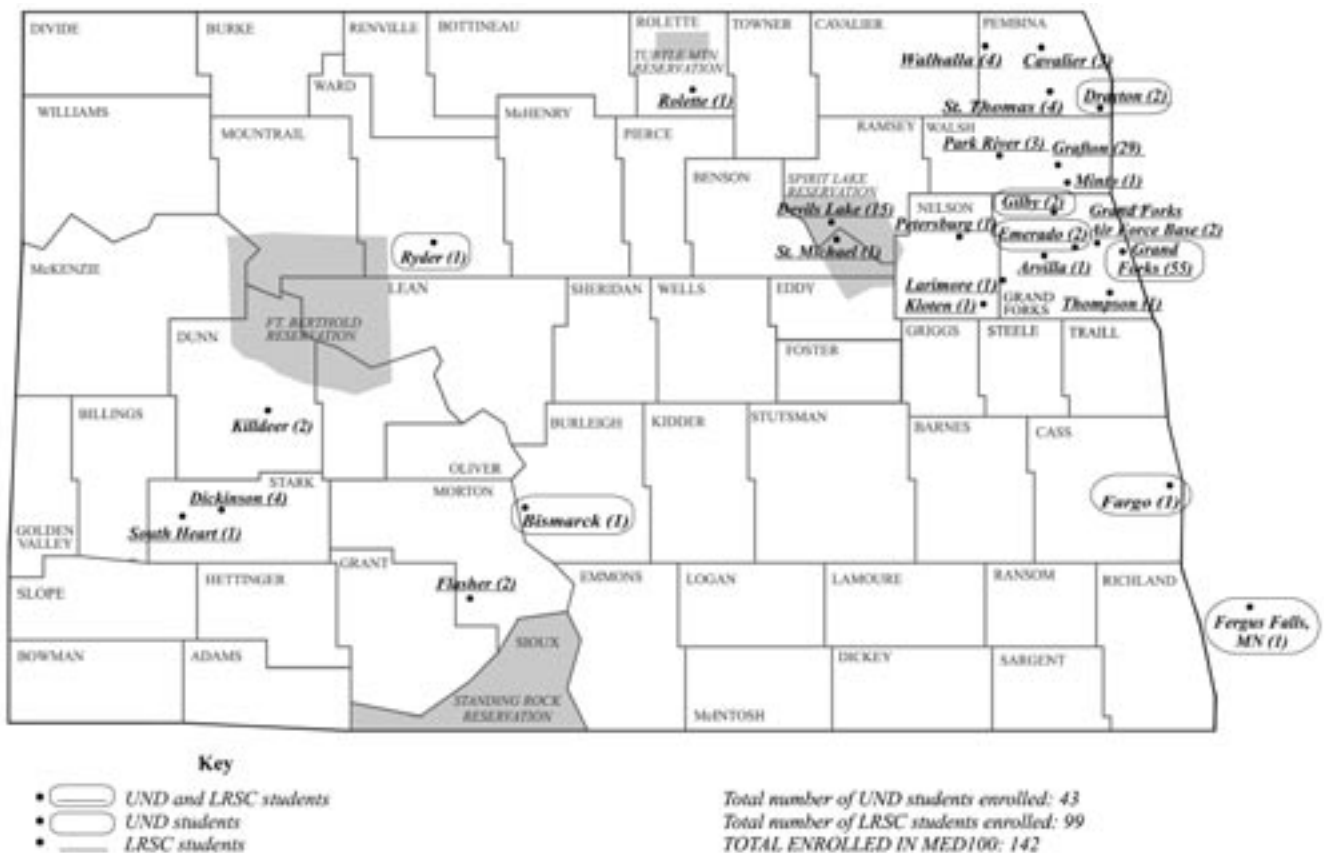 DIVIDE
BURKE
RENVILLE
BOTTINEAU
ROLETTE
TOWNER
CAVALIER
PEMBINA
TURTLE MTN
RESERVATION
Walhalla (4)
Cavalier (3)
WARD
Rolette (1)
St. Thomas (4)
Drayton (2)
WILLIAMS
McHENRY
MOUNTRAIL
PIERCE
RAMSEY
WALSH
Park River (3)
Grafton (29)
BENSON
SPIRIT LAKE
RESERVATION
Minto (1)
NELSON
Gilby (2)
Devils Lake (15)
Grand Forks
Air Force Base (2)
Petersburg (1)
Emerado (2)
St. Michael (1)
Grand
Forks (55)
Arvilla (1)
Ryder (1)
McKENZIE
LEAN
SHERIDAN
WELLS
EDDY
Larimore (1)
Kloten (1)
GRAND
FORKS
Thompson (1)
FT. BERTHOLD
RESERVATION
DUNN
GRIGGS
STEELE
TRAILL
FOSTER
BILLINGS
Killdeer (2)
BURLEIGH
KIDDER
STUTSMAN
BARNES
CASS
OLIVER
STARK
MORTON
Dickinson (4)
South Heart (1)
Bismarck (1)
Fargo (1)
GOLDEN
VALLEY
GRANT
SLOPE
HETTINGER
Flasher (2)
EMMONS
LOGAN
LAMOURE
RANSOM
RICHLAND
Fergus Falls,
MN (1)
SIOUX
BOWMAN
ADAMS
DICKEY
SARGENT
STANDING ROCK
RESERVATION
McINTOSH
Key
UND and LRSC students
UND students
LRSC students
Total number of UND students enrolled: 43
Total number of LRSC students enrolled: 99
TOTAL ENROLLED IN MED100: 142